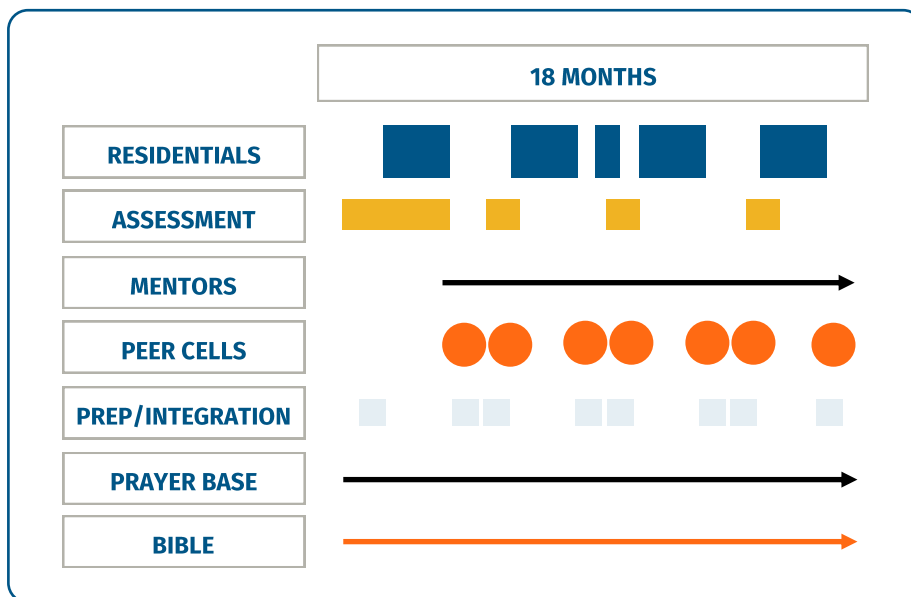 18 MONTHS
RESIDENTIALS
ASSESSMENT
MENTORS
PEER CELLS
PREP/INTEGRATION
PRAYER BASE
BIBLE